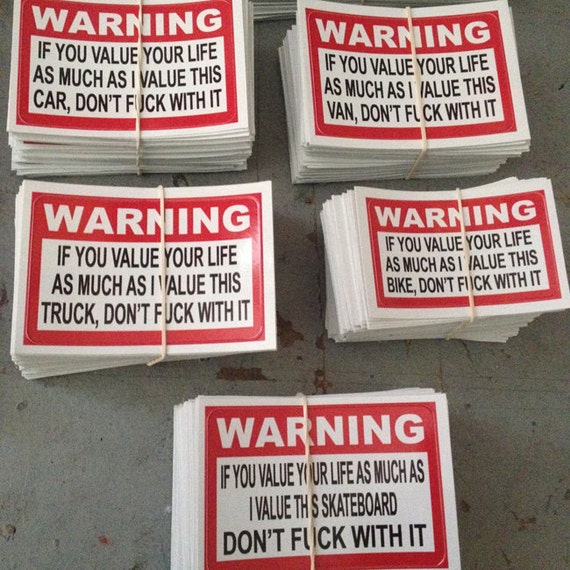 WARNING
IF YOU VALUE YOUR LIFE
AS MUCH AS I VALUE THIS
CAR, DON'T FUCK WITH IT
WARNING
IF YOU VALUE YOUR LIFE
AS MUCH AS I VALUE THIS
VAN, DON'T FUCK WITH IT
WARNING
IF YOU VALUE YOUR LIFE
AS MUCH AS I VALUE THIS
TRUCK, DON'T FUCK WITH IT
WARNING
IF YOU VALUE YOUR LIFE
AS MUCH AS I VALUE THIS
BIKE, DON'T FUCK WITH IT
WARNING
IF YOU VALUE YOUR LIFE AS MUCH AS
I VALUE THIS SKATEBOARD
DON'T FUCK WITH IT